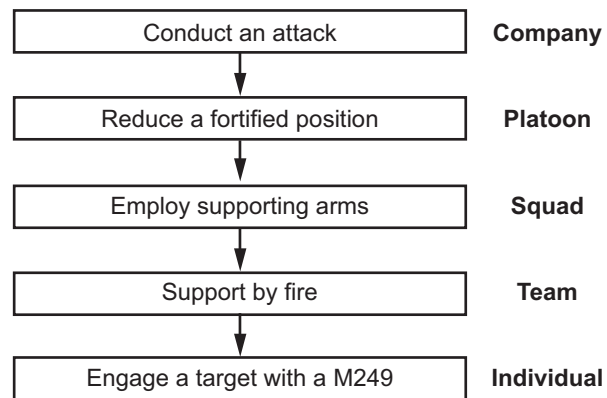 Conduct an attack Company
Reduce a fortified position Platoon
Employ supporting arms Squad
Support by fire Team
Engage a target with a M249 Individual